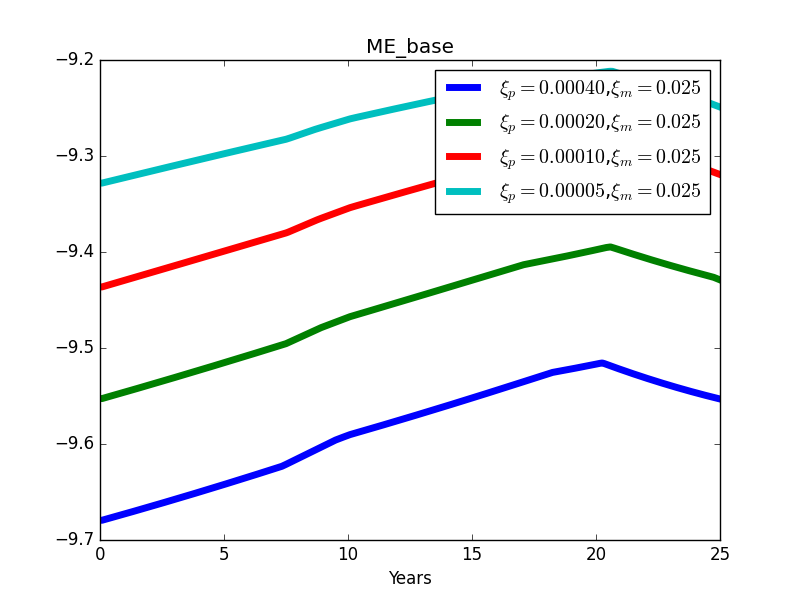 ME_base
−9.2
−9.3
−9.4
−9.5
−9.6
−9.7
ξp = 0.00040,ξm = 0.025
ξp = 0.00020,ξm = 0.025
ξp = 0.00010,ξm = 0.025
ξp = 0.00005,ξm = 0.025
0 5 10 15 20 25
Years